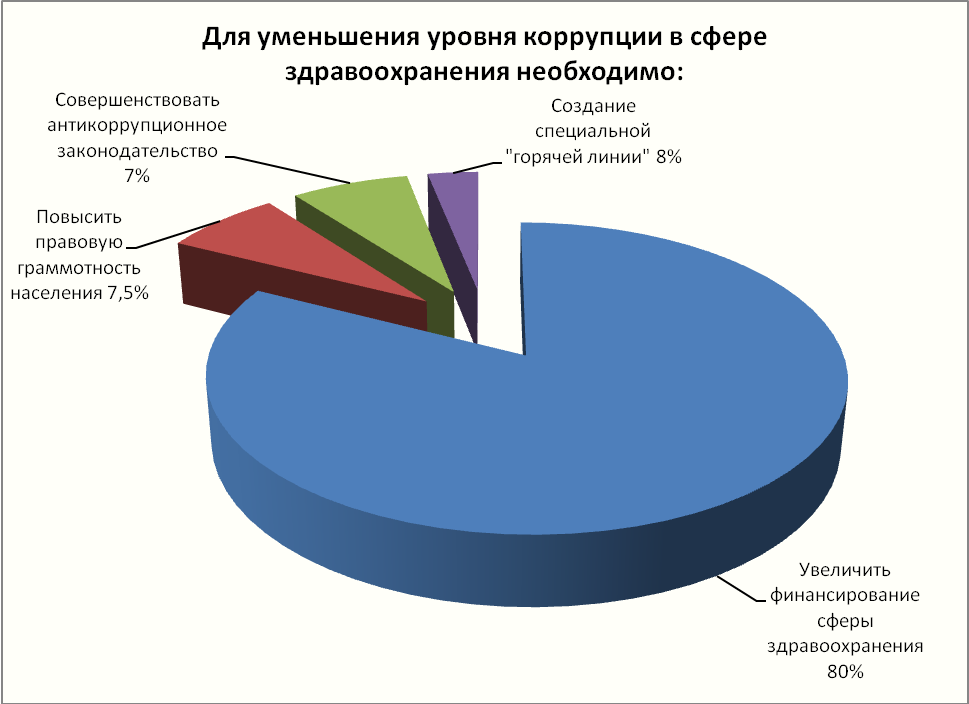 Для уменьшения уровня коррупции в сфере
здравоохранения необходимо:
Совершенствовать
антикоррупционное
законодательство
7%
Создание
специальной
"горячей линии" 8%
Повысить
правовую
граммотность
населения 7,5%
Увеличить
финансирование
сферы
здравоохранения
80%